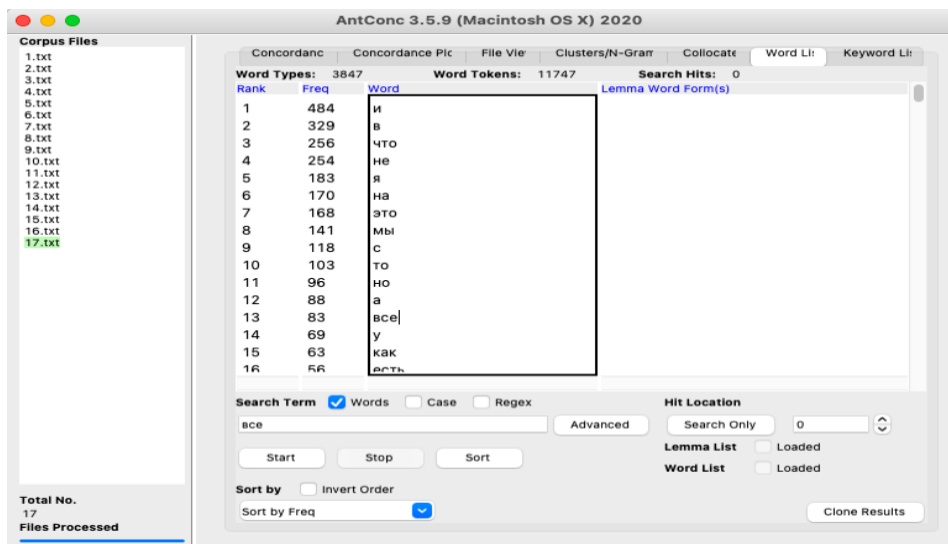 AntConc 3.5.9 (Macintosh OS X) 2020
Corpus Files
1.txt
2.txt
3.txt
4.txt
5.txt
6.txt
7.txt
8.txt
9.txt
10.txt
11.txt
12.txt
13.txt
14.txt
15.txt
16.txt
17.txt
Total No.
17
Files Processed
Concordanc Concordance Plc File Vie Clusters/N-Gram Collocate Word Li Keyword Li
Word Types: 3847 Word Tokens: 11747 Search Hits: 0
Rank Freq Word Lemma Word Form(s)
1 484 и
2 329 в
3 256 что
4 254 не
5 183 я
6 170 на
7 168 это
8 141 мы
9 118 с
10 103 то
11 96 но
12 88 а
13 83 все
14 69 у
15 63 как
16 56 есть
Search Term Words Case Regex Hit Location
все Advanced Search Only 0
Lemma List Loaded
Start Stop Sort
Word List Loaded
Sort by Invert Order
Sort by Freq Clone Results